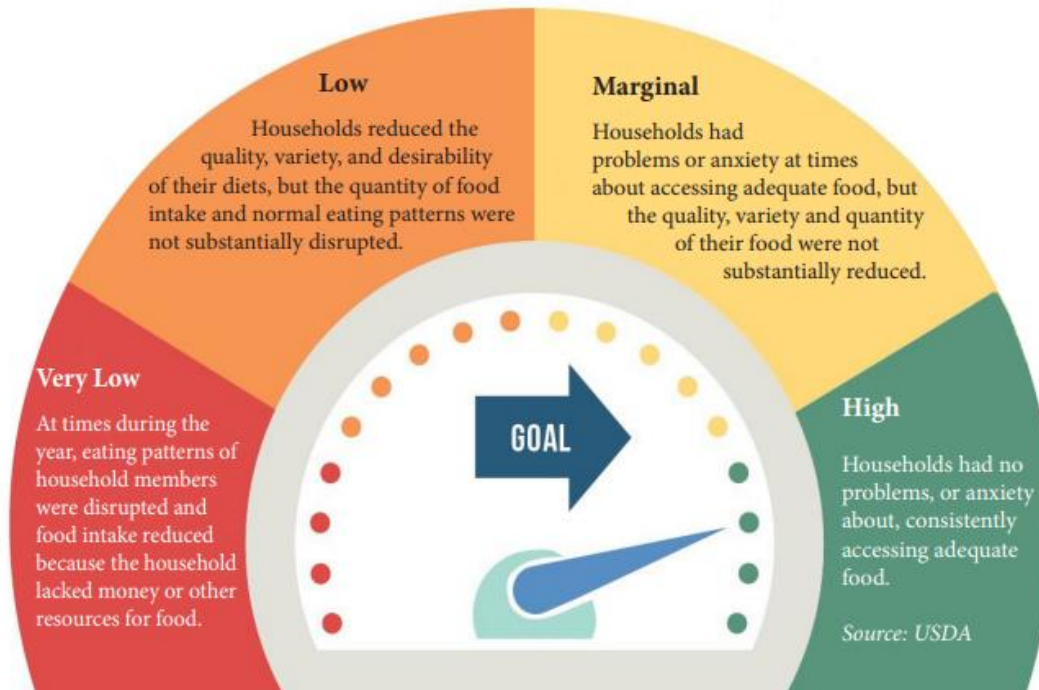 Low
Households reduced the
quality, variety, and desirability
of their diets, but the quantity of food
intake and normal eating patterns were
not substantially disrupted.
Marginal
Households had
problems or anxiety at times
about accessing adequate food, but
the quality, variety and quantity
of their food were not
substantially reduced.
Very Low
At times during the
year, eating patterns of
household members
were disrupted and
food intake reduced
because the household
lacked money or other
resources for food.
GOAL
High
Households had no
problems, or anxiety
about, consistently
accessing adequate
food.
Source: USDA